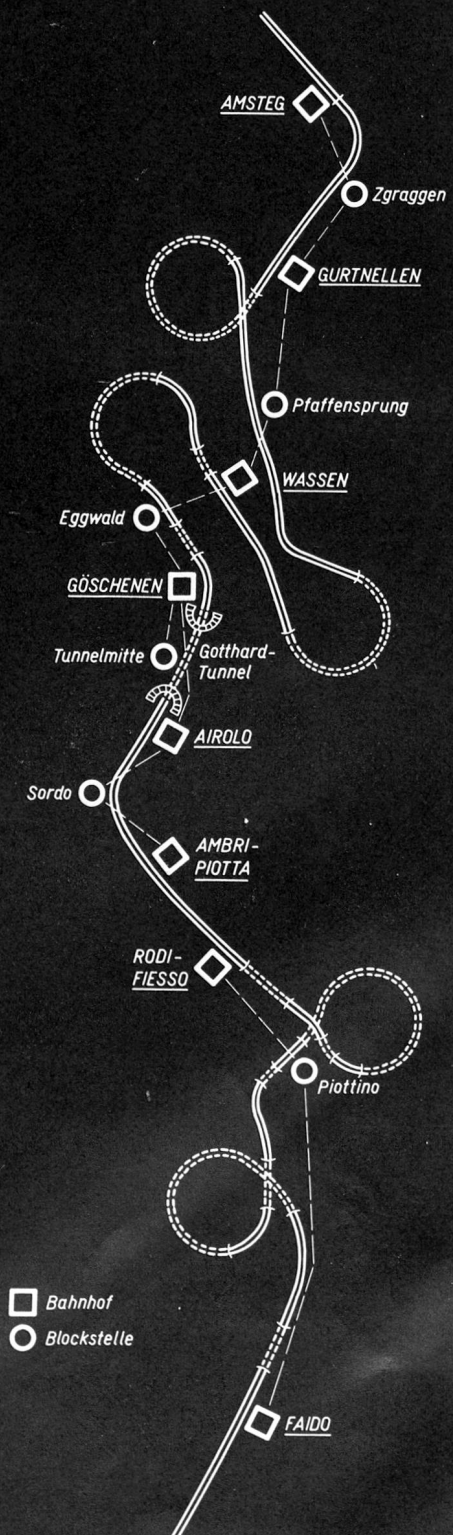 AMSTEG
Zgraggen
GURTNELLEN
Pfaffensprung
WASSEN
Eggwald
GÖSCHENEN
Tunnelmitte
Gotthard-
Tunnel
AIROLO
Sordo
AMBRI-
PIOTTA
RODI-
FIESSO
Piottino
Bahnhof
Blockstelle
FAIDO